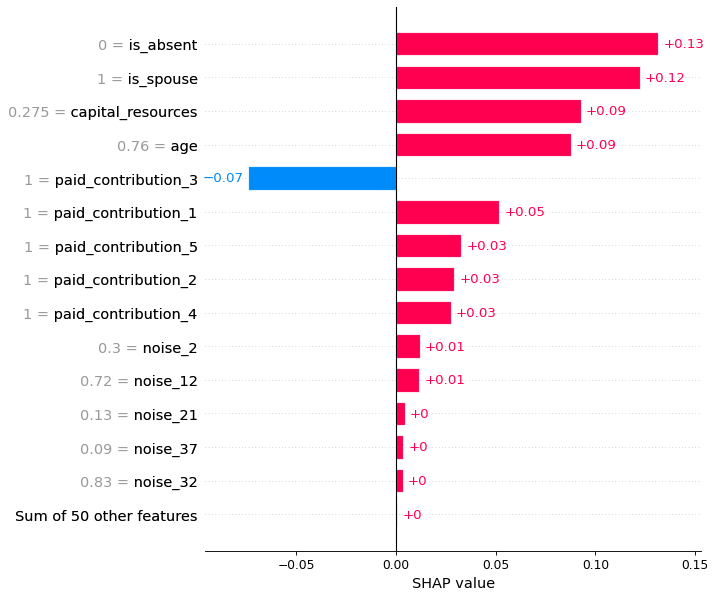 0 = is_absent +0.13
1 = is_spouse +0.12
0.275 = capital_resources +0.09
0.76 = age +0.09
1 = paid_contribution_3 −0.07
1 = paid_contribution_1 +0.05
1 = paid_contribution_5 +0.03
1 = paid_contribution_2 +0.03
1 = paid_contribution_4 +0.03
0.3 = noise_2 +0.01
0.72 = noise_12 +0.01
0.13 = noise_21 +0
0.09 = noise_37 +0
0.83 = noise_32 +0
Sum of 50 other features +0
−0.05 0.00 0.05 0.10 0.15
SHAP value